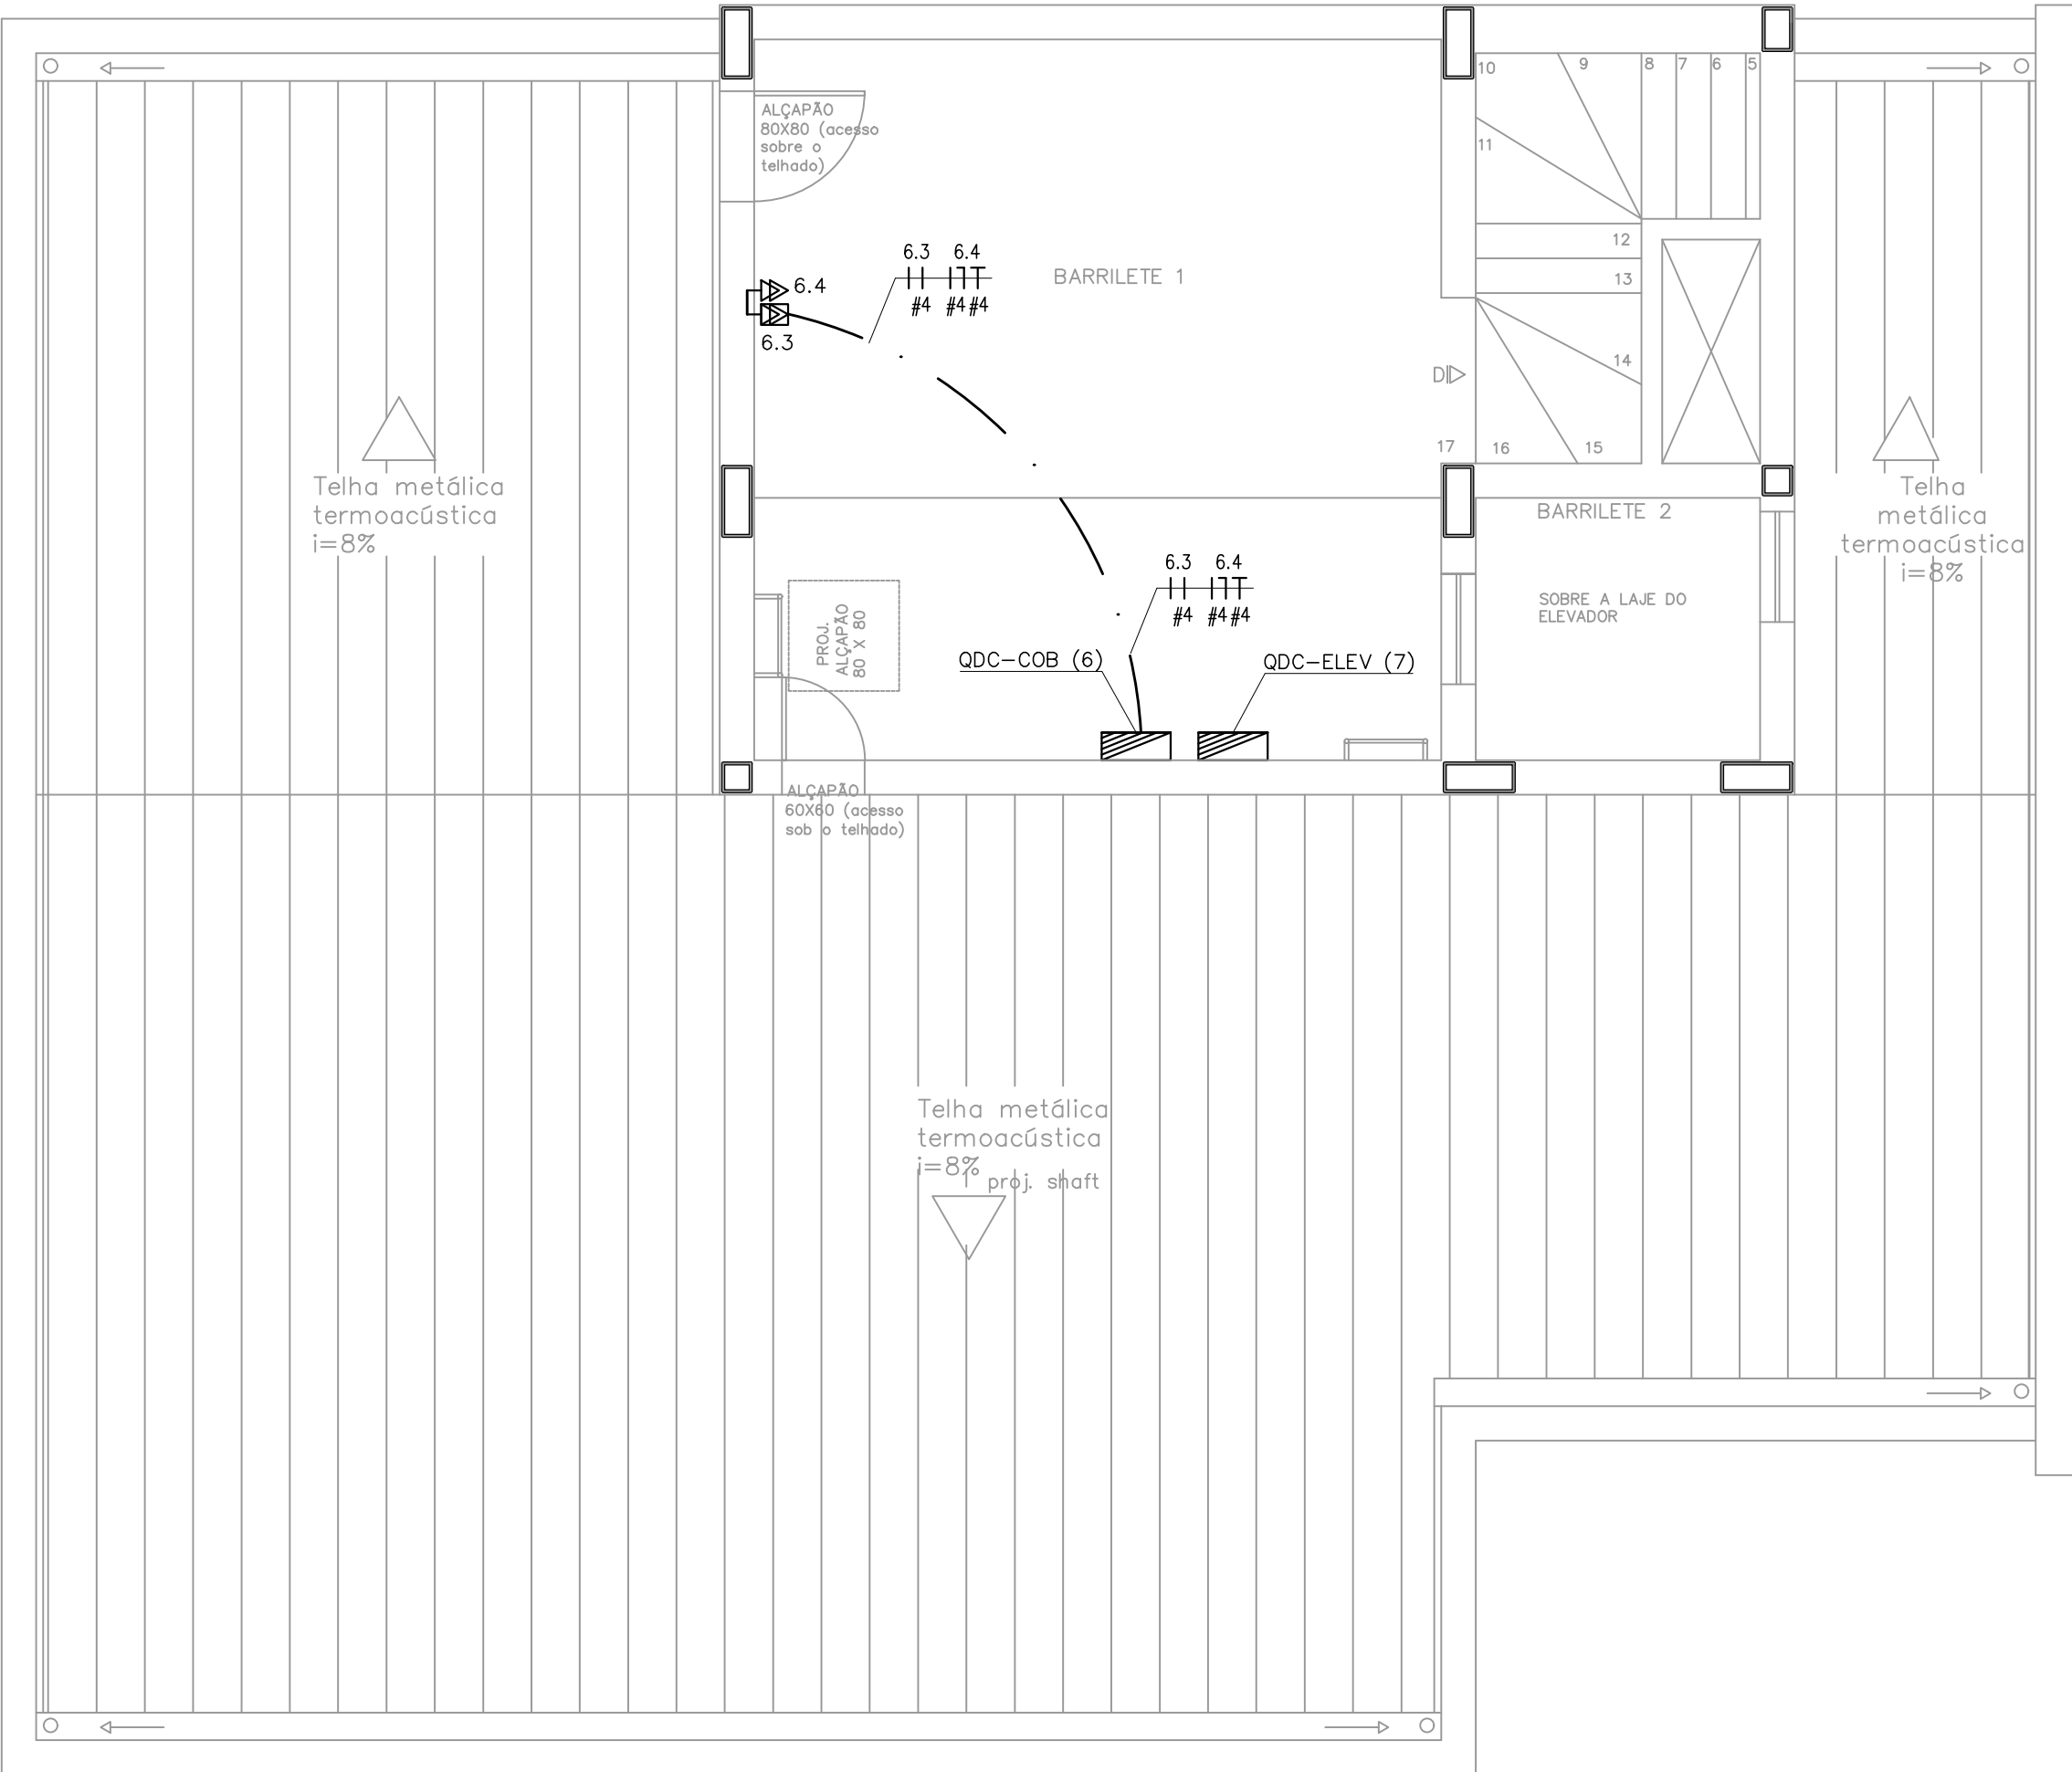 10
9
8
7
6
5
ALÇAPÃO
80X80 (acesso
sobre o
telhado)
11
12
13
14
15
16
17
D
6.3 6.4
#4 #4 #4
BARRILETE 1
6.4
6.3
Telha metálica
termoacústica
i=8%
Telha
metálica
termoacústica
i=8%
BARRILETE 2
SOBRE A LAJE DO
ELEVADOR
6.3 6.4
#4 #4 #4
PROJ.
ALÇAPÃO
80 X 80
QDC-COB (6)
QDC-ELEV (7)
ALÇAPÃO
60X60 (acesso
sob o telhado)
Telha metálica
termoacústica
i=8%
proj. shaft